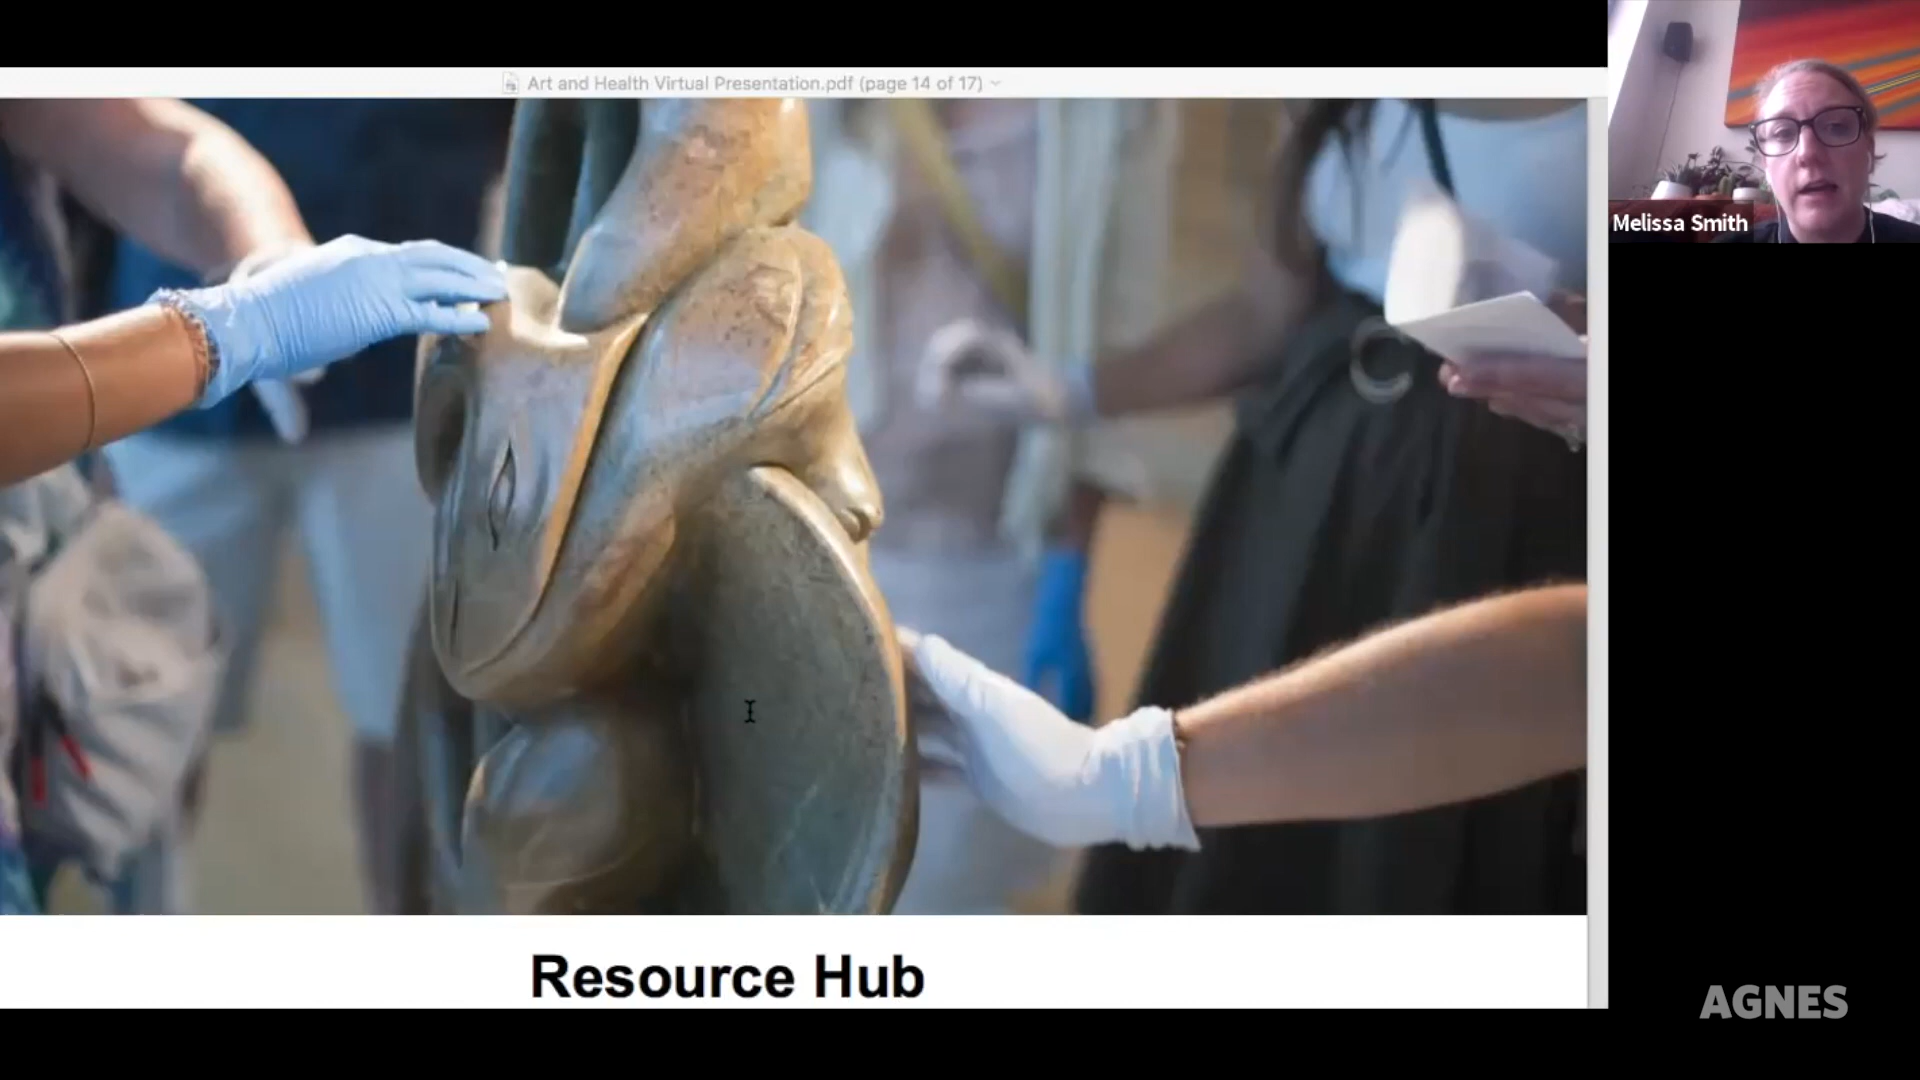 Art and Health Virtual Presentation.pdf (page 14 of 17)
Melissa Smith
Resource Hub
AGNES